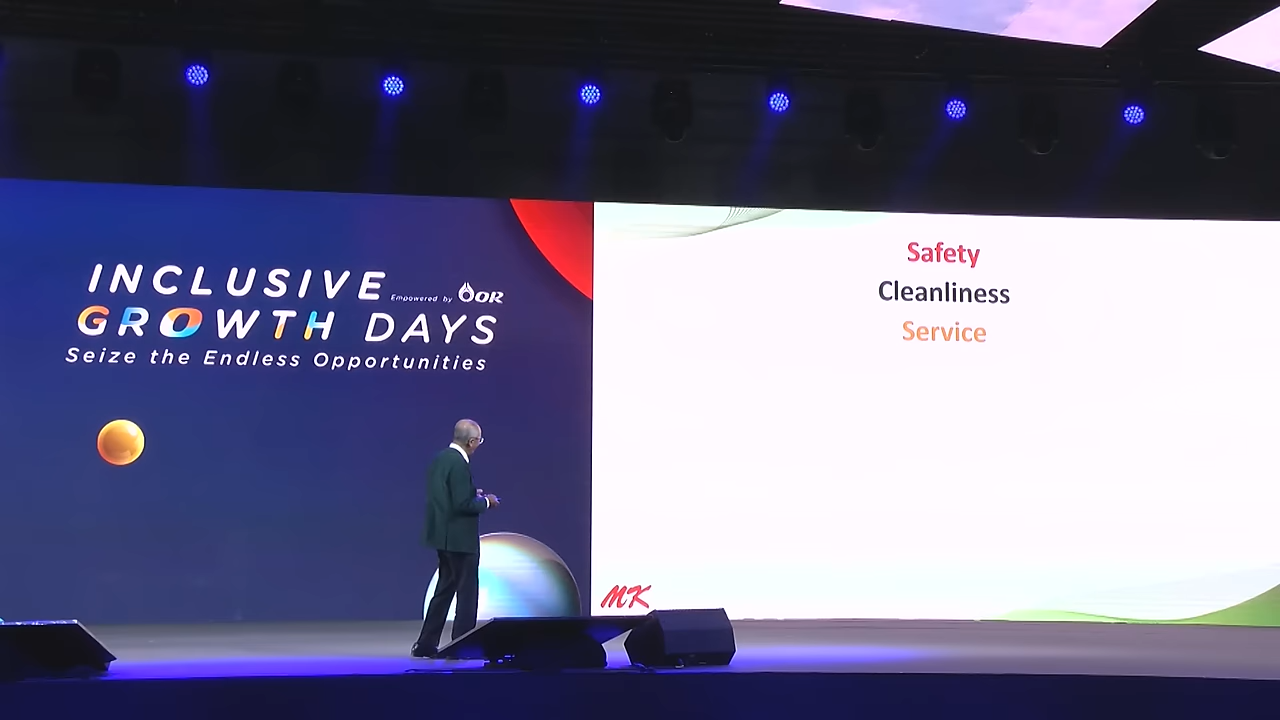 INCLUSIVE
Empowered by OR
GROWTH DAYS
Seize the Endless Opportunities
Safety
Cleanliness
Service
MK